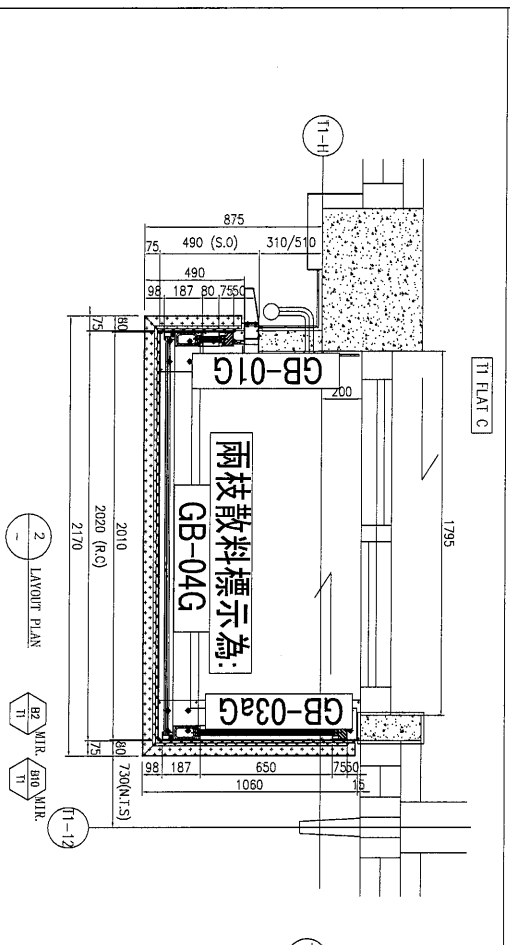 T1 FLAT C
T1-H
1795
875
75
490 (S.O)
310/510
490
98
187
80
75
50
200
80
75
GB-01G
兩枝散料標示為:
GB-04G
GB-03aG
2010
2020 (R.C)
2170
80
75
730(N.T.S)
98
187
650
75
50
1060
15
T1-12
2
-
LAYOUT PLAN
B2
T1
MIR.
B10
T1
MIR.